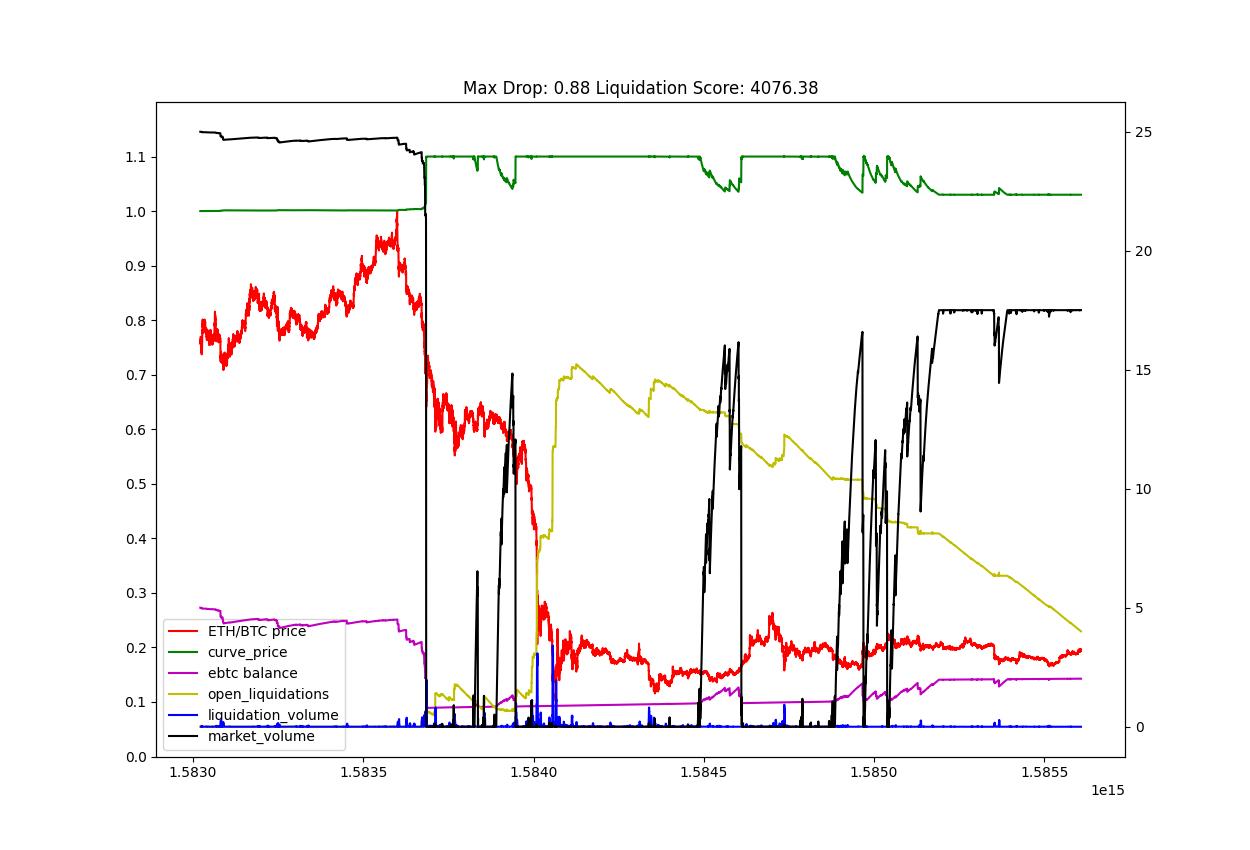 Max Drop: 0.88 Liquidation Score: 4076.38
1.1
1.0
0.9
0.8
0.7
0.6
0.5
0.4
0.3
0.2
0.1
0.0
25
20
15
10
5
0
ETH/BTC price
curve_price
ebtc balance
open_liquidations
liquidation_volume
market_volume
1.5830 1.5835 1.5840 1.5845 1.5850 1.5855
1e15